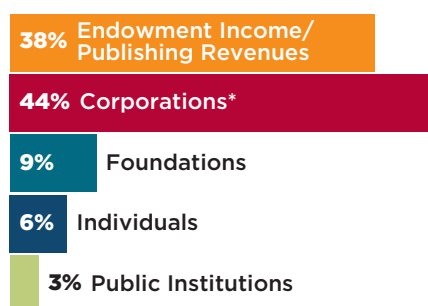 38% Endowment Income/
Publishing Revenues
44% Corporations*
9% Foundations
6% Individuals
3% Public Institutions